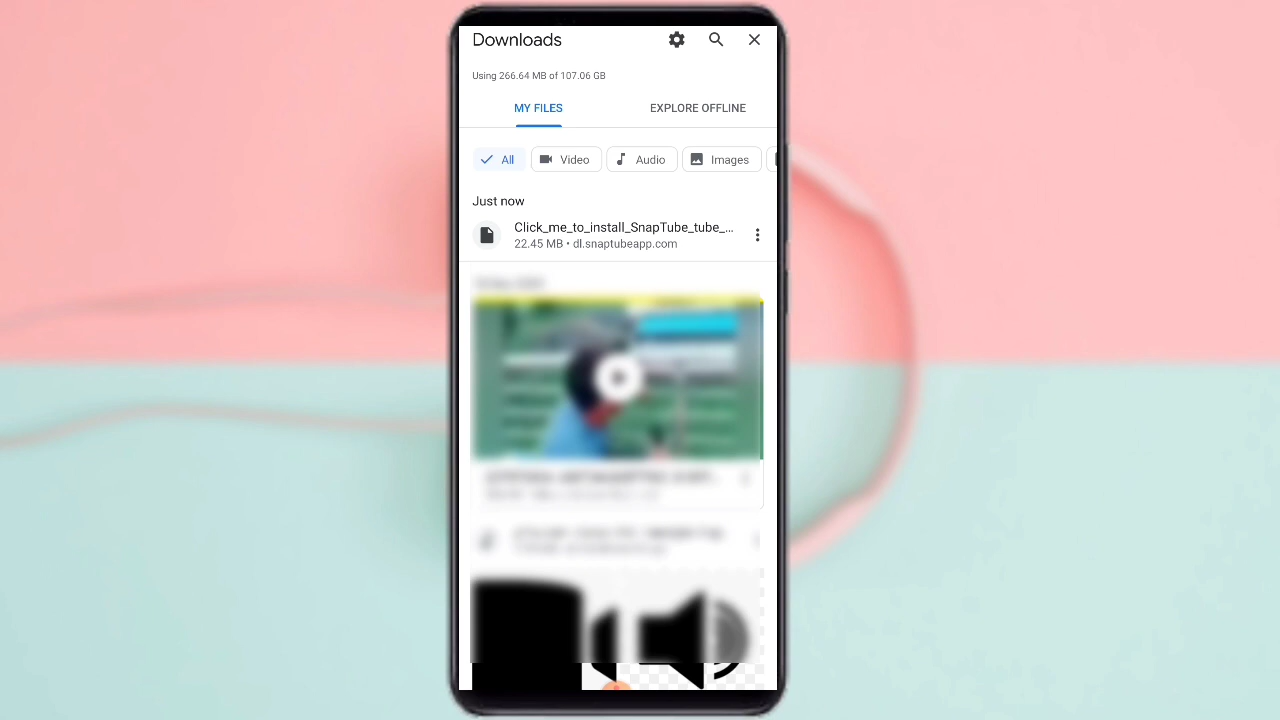 Downloads
Using 266.64 MB of 107.06 GB
MY FILES
EXPLORE OFFLINE
All
Video
Audio
Images
Just now
Click_me_to_install_SnapTube_tube_...
22.45 MB • dl.snaptubeapp.com